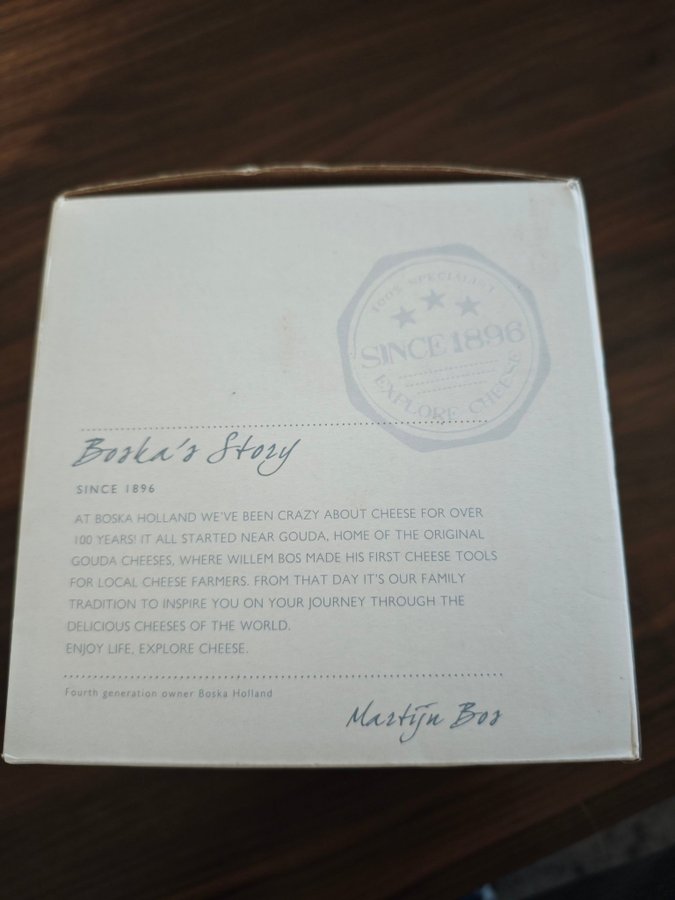 100% SPECIALIST
SINCE 1896
EXPLORE CHEESE
Boska's Story
SINCE 1896
AT BOSKA HOLLAND WE'VE BEEN CRAZY ABOUT CHEESE FOR OVER
100 YEARS! IT ALL STARTED NEAR GOUDA, HOME OF THE ORIGINAL
GOUDA CHEESES, WHERE WILLEM BOS MADE HIS FIRST CHEESE TOOLS
FOR LOCAL CHEESE FARMERS. FROM THAT DAY IT'S OUR FAMILY
TRADITION TO INSPIRE YOU ON YOUR JOURNEY THROUGH THE
DELICIOUS CHEESES OF THE WORLD.
ENJOY LIFE, EXPLORE CHEESE.
Fourth generation owner Boska Holland
Martijn Bos